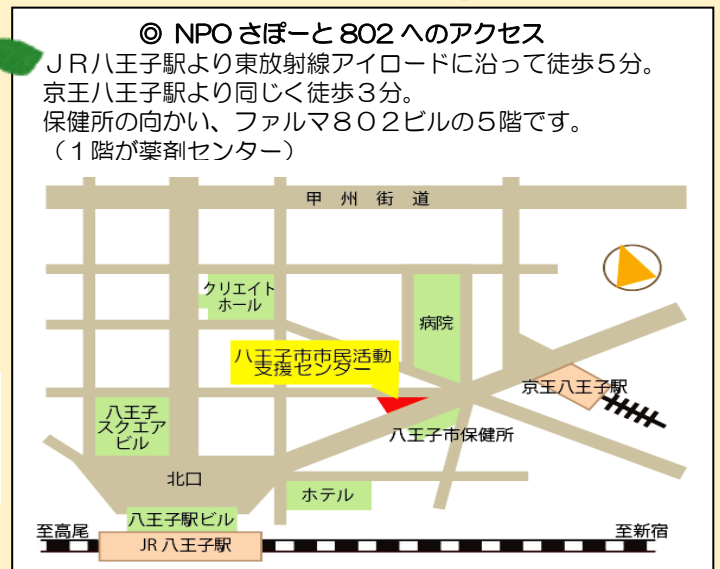 ◎ NPO さぽーと802 へのアクセス
JR八王子駅より東放射線アイロードに沿って徒歩5分。
京王八王子駅より同じく徒歩3分。
保健所の向かい、ファルマ802ビルの5階です。
(1階が薬剤センター)
甲州街道
クリエイト
ホール
病院
八王子市市民活動
支援センター
京王八王子駅
八王子
スクエア
ビル
八王子市保健所
北口
ホテル
八王子駅ビル
至高尾
至新宿
JR 八王子駅